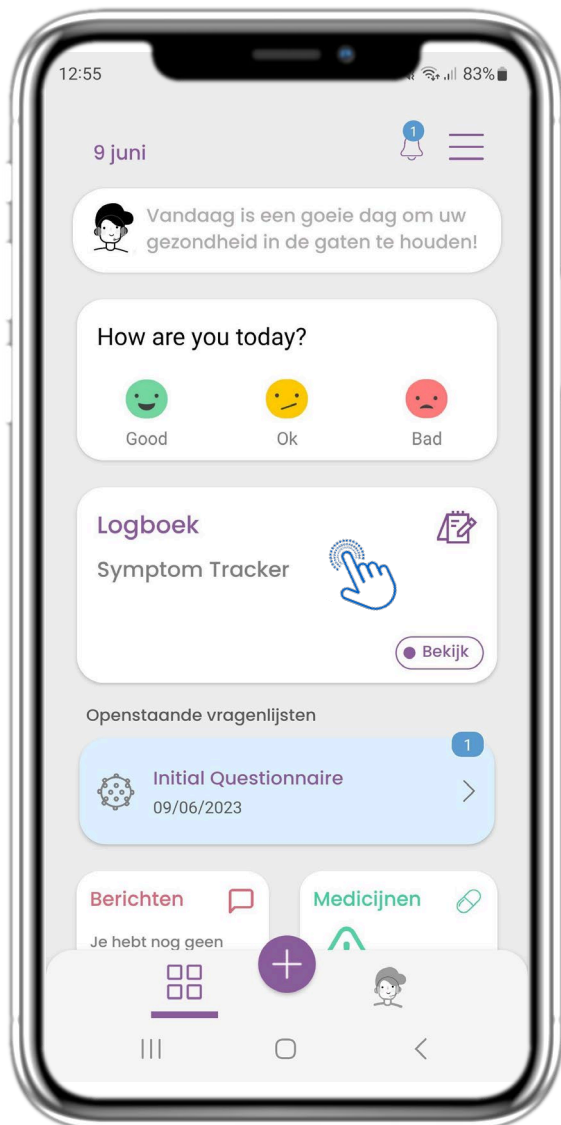 12:55
83%
9 juni
1
Vandaag is een goeie dag om uw
gezondheid in de gaten te houden!
How are you today?
Good
Ok
Bad
Logboek
Symptom Tracker
Bekijk
Openstaande vragenlijsten
1
Initial Questionnaire
09/06/2023
Berichten
Medicijnen
Je hebt nog geen